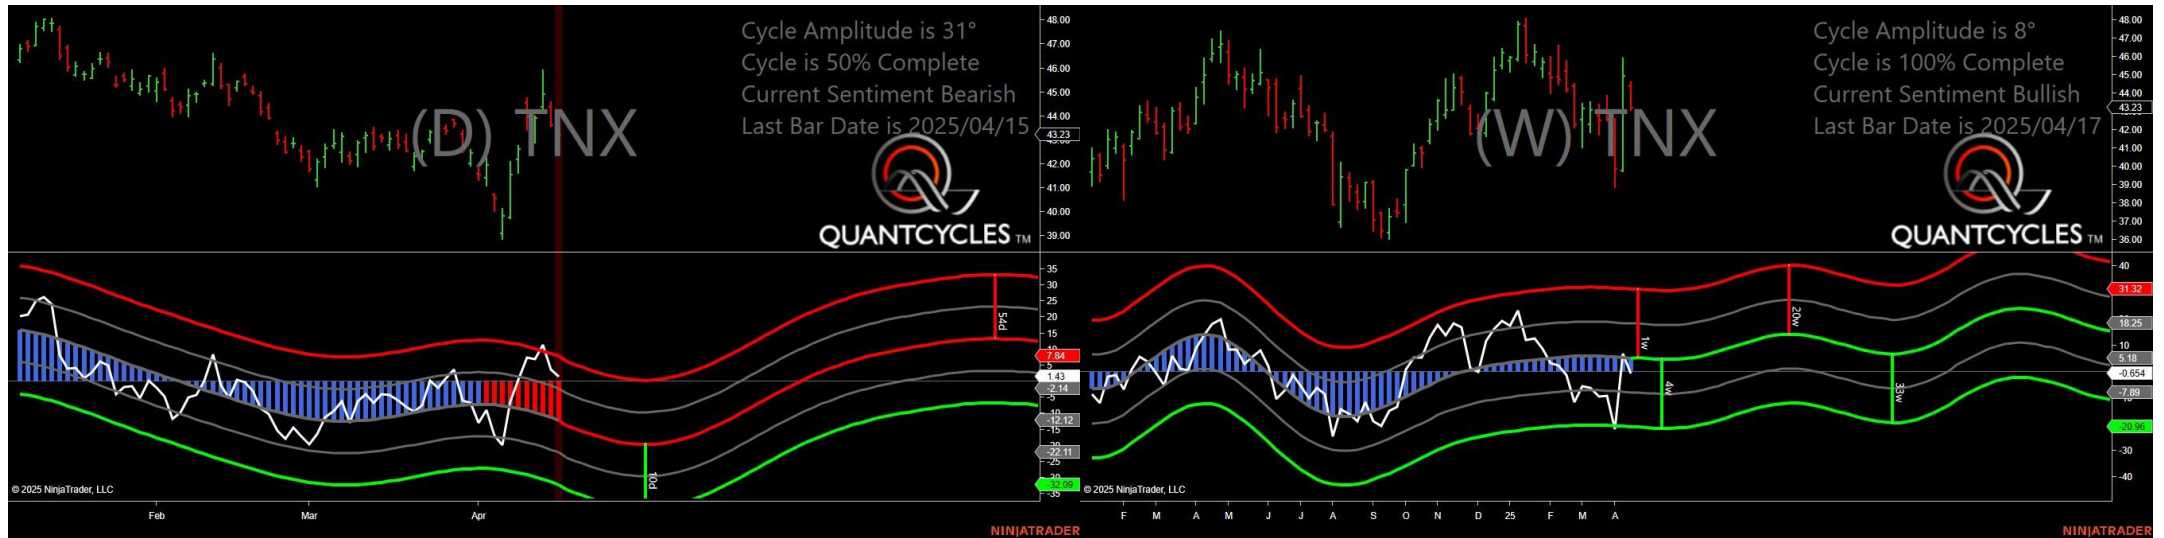 Cycle Amplitude is 31°
Cycle is 50% Complete
Current Sentiment Bearish
Last Bar Date is 2025/04/15
(D) TNX
QUANTCYCLES TM
48.00
47.00
46.00
45.00
44.00
43.23
42.00
41.00
40.00
39.00
35
30
25
20
15
7.84
5
1.43
-2.14
-5
-12.12
-15
-22.11
-32.09
-35
54d
10d
© 2025 NinjaTrader, LLC
Feb Mar Apr
NINJATRADER
Cycle Amplitude is 8°
Cycle is 100% Complete
Current Sentiment Bullish
Last Bar Date is 2025/04/17
(W) TNX
QUANTCYCLES TM
48.00
47.00
46.00
45.00
44.00
43.23
42.00
41.00
40.00
39.00
38.00
37.00
36.00
40
31.32
18.25
10
5.18
-0.654
-7.89
-20.96
-30
-40
1w
4w
20w
33w
© 2025 NinjaTrader, LLC
F M A M J J A S O N D 25 F M A
NINJATRADER